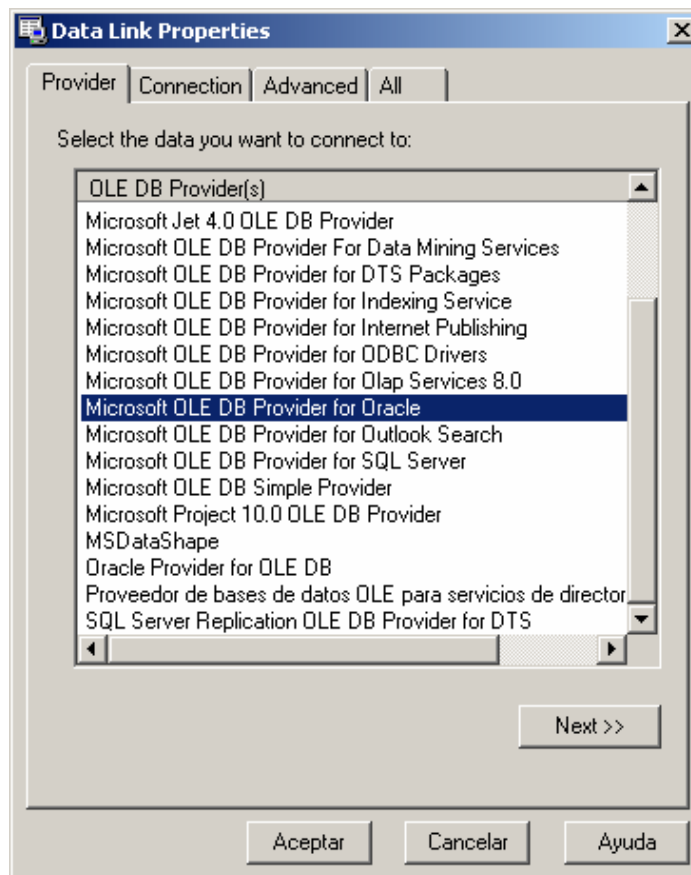 Data Link Properties
Provider Connection Advanced All
Select the data you want to connect to:
OLE DB Provider(s)
Microsoft Jet 4.0 OLE DB Provider
Microsoft OLE DB Provider For Data Mining Services
Microsoft OLE DB Provider for DTS Packages
Microsoft OLE DB Provider for Indexing Service
Microsoft OLE DB Provider for Internet Publishing
Microsoft OLE DB Provider for ODBC Drivers
Microsoft OLE DB Provider for Olap Services 8.0
Microsoft OLE DB Provider for Oracle
Microsoft OLE DB Provider for Outlook Search
Microsoft OLE DB Provider for SQL Server
Microsoft OLE DB Simple Provider
Microsoft Project 10.0 OLE DB Provider
MSDataShape
Oracle Provider for OLE DB
Proveedor de bases de datos OLE para servicios de director
SQL Server Replication OLE DB Provider for DTS
Next >>
Aceptar Cancelar Ayuda